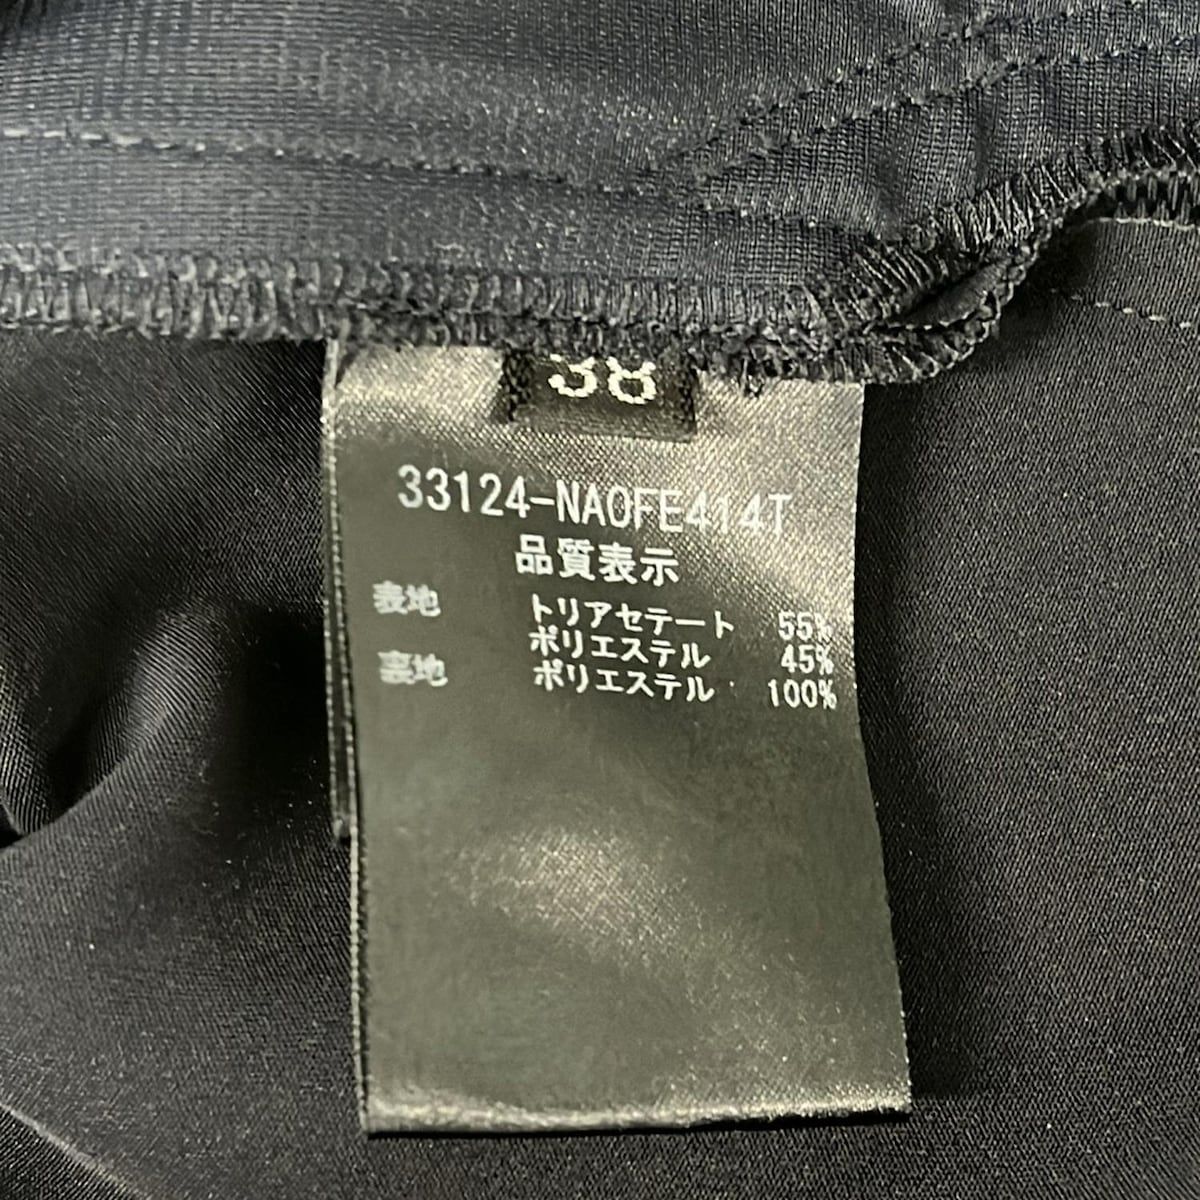 38
33124-NAOFE414T
品質表示
表地 トリアセテート 55%
ポリエステル 45%
裏地 ポリエステル 100%